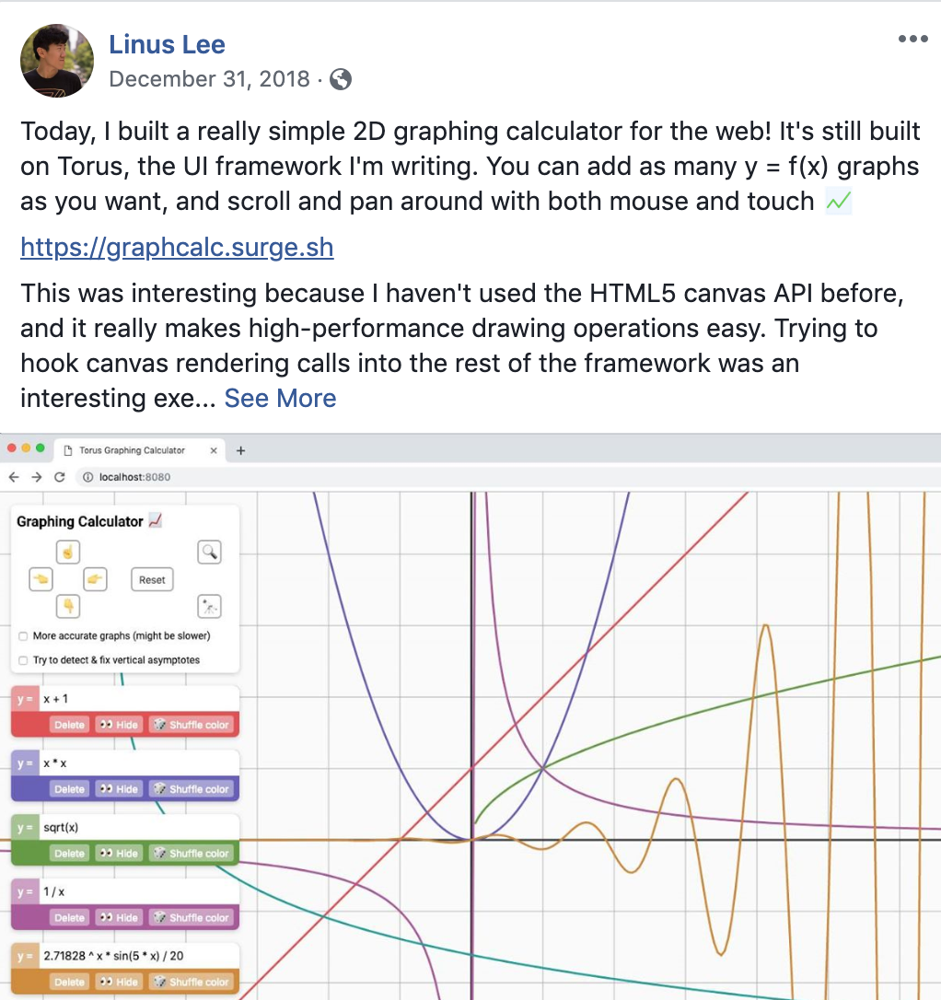 Linus Lee
December 31, 2018 ·
Today, I built a really simple 2D graphing calculator for the web! It's still built
on Torus, the UI framework I'm writing. You can add as many y = f(x) graphs
as you want, and scroll and pan around with both mouse and touch 📈
https://graphcalc.surge.sh
This was interesting because I haven't used the HTML5 canvas API before,
and it really makes high-performance drawing operations easy. Trying to
hook canvas rendering calls into the rest of the framework was an
interesting exe... See More
Torus Graphing Calculator
localhost:8080
Graphing Calculator 📈
Reset
More accurate graphs (might be slower)
Try to detect & fix vertical asymptotes
y = x + 1
Delete 👀 Hide 🎲 Shuffle color
y = x * x
Delete 👀 Hide 🎲 Shuffle color
y = sqrt(x)
Delete 👀 Hide 🎲 Shuffle color
y = 1 / x
Delete 👀 Hide 🎲 Shuffle color
y = 2.71828 ^ x * sin(5 * x) / 20
Delete 👀 Hide 🎲 Shuffle color